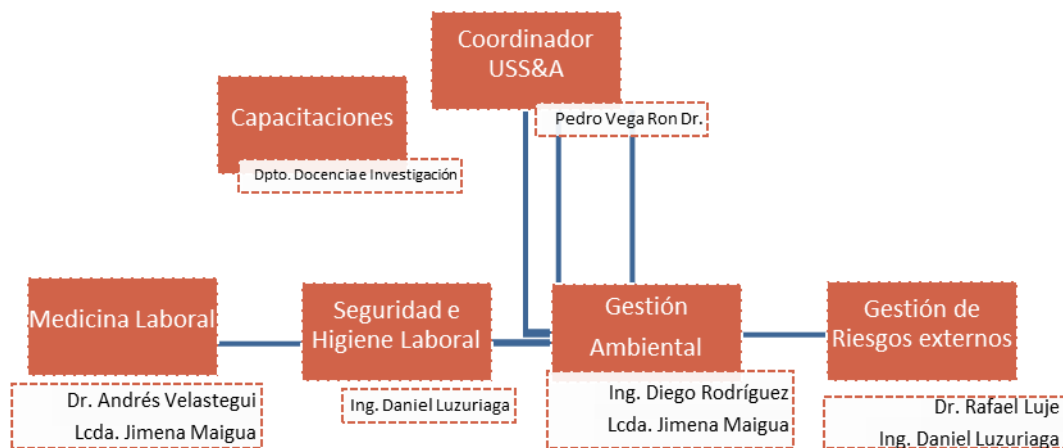 Coordinador
USS&A
Pedro Vega Ron Dr.
Capacitaciones
Dpto. Docencia e Investigación
Medicina Laboral
Dr. Andrés Velastegui
Lcda. Jimena Maigua
Seguridad e
Higiene Laboral
Ing. Daniel Luzuriaga
Gestión
Ambiental
Ing. Diego Rodríguez
Lcda. Jimena Maigua
Gestión de
Riesgos externos
Dr. Rafael Luje
Ing. Daniel Luzuriaga